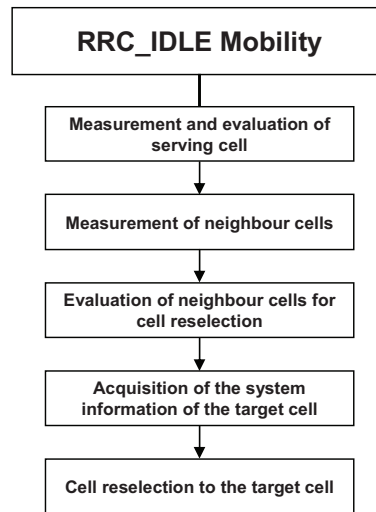 RRC_IDLE Mobility
Measurement and evaluation of
serving cell
Measurement of neighbour cells
Evaluation of neighbour cells for
cell reselection
Acquisition of the system
information of the target cell
Cell reselection to the target cell